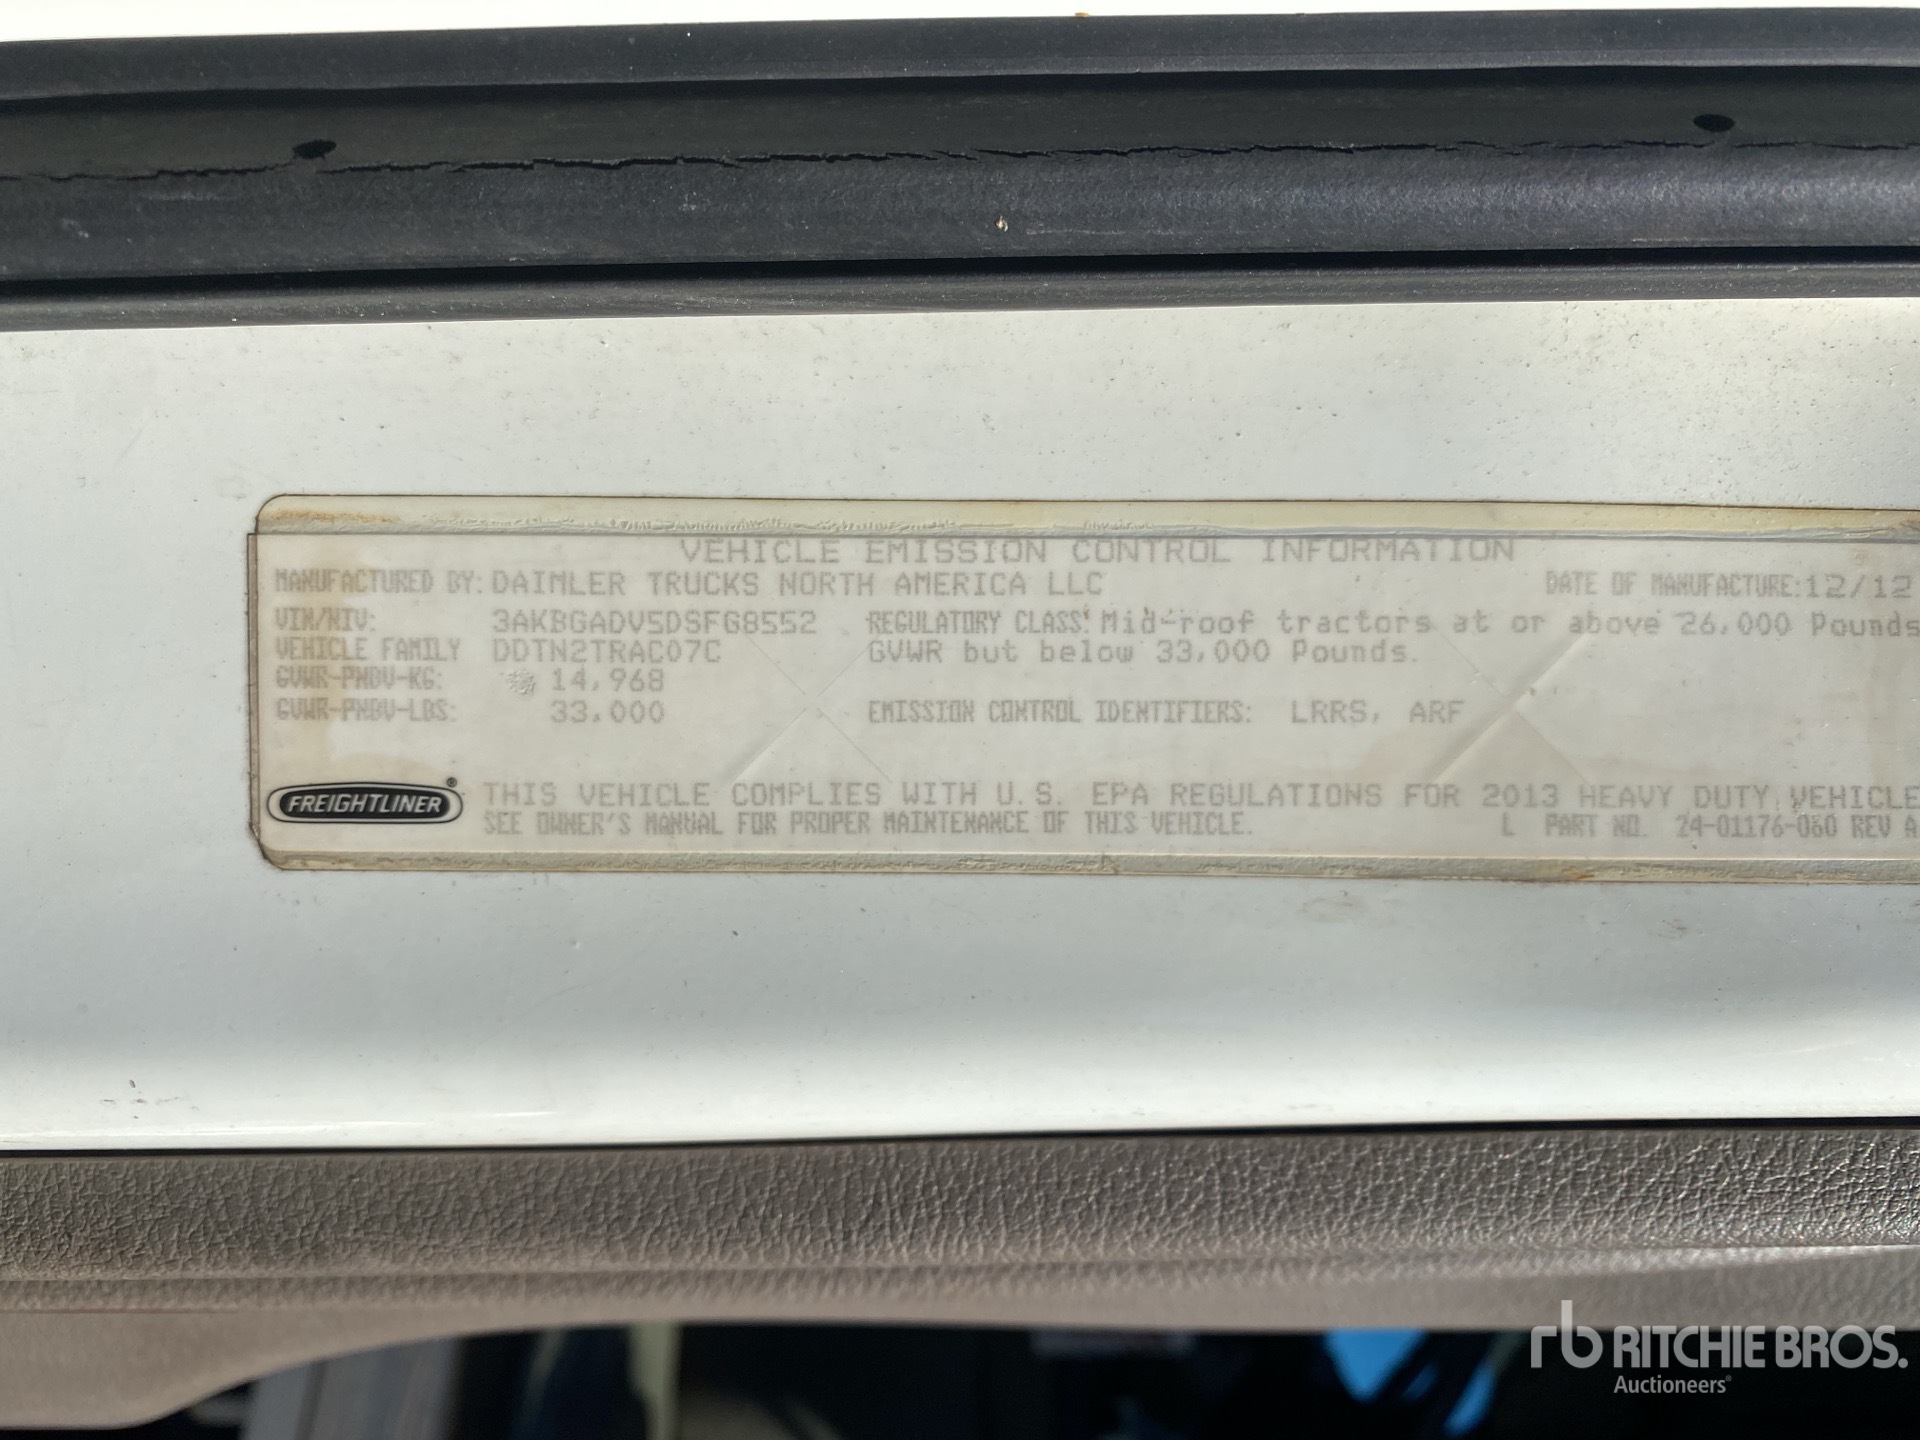 VEHICLE EMISSION CONTROL INFORMATION
MANUFACTURED BY: DAIMLER TRUCKS NORTH AMERICA LLC DATE OF MANUFACTURE: 12/12
VIN/NIV: 3AKBGADV5DSFG8552 REGULATORY CLASS: Mid-roof tractors at or above 26,000 Pounds
VEHICLE FAMILY DDTN2TRAC07C GVWR but below 33,000 Pounds.
GVWR-PNBV-KG: 14,968
GVWR-PNBV-LBS: 33,000 EMISSION CONTROL IDENTIFIERS: LRRS, ARF
FREIGHTLINER® THIS VEHICLE COMPLIES WITH U.S. EPA REGULATIONS FOR 2013 HEAVY DUTY VEHICLE
SEE OWNER'S MANUAL FOR PROPER MAINTENANCE OF THIS VEHICLE. L PART NO. 24-01176-060 REV A
rb RITCHIE BROS.
Auctioneers®